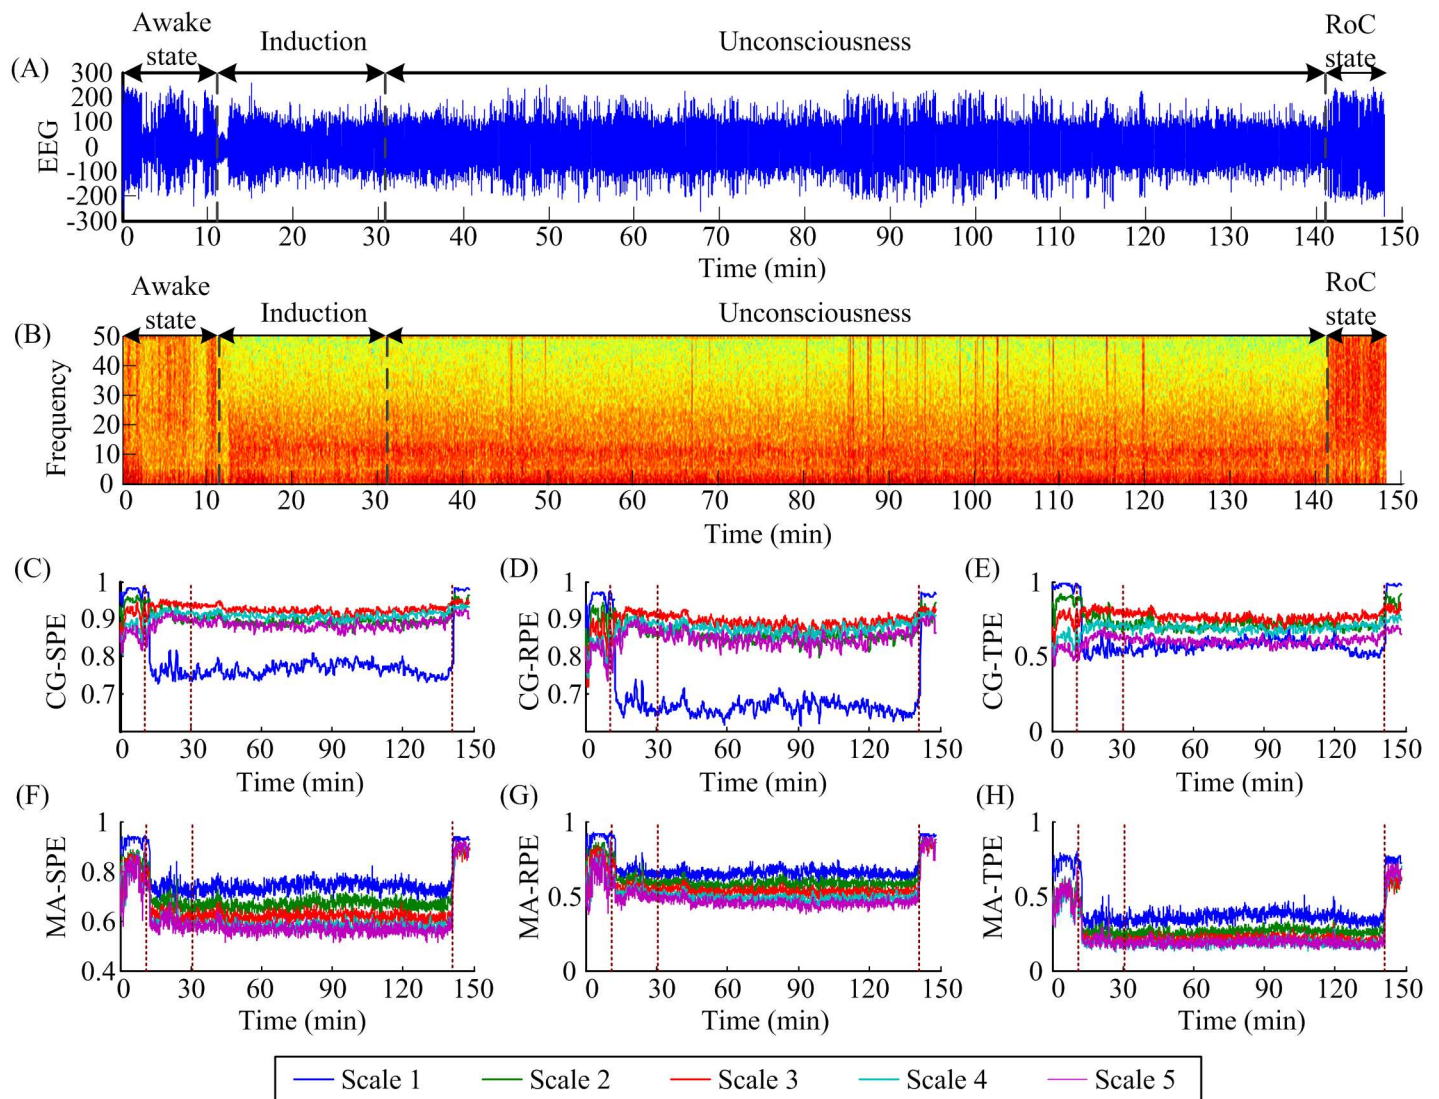 Awake state
Induction
Unconsciousness
RoC state
(A)
300
200
100
0
-100
-200
-300
EEG
0 10 20 30 40 50 60 70 80 90 100 110 120 130 140 150
Time (min)
Awake state
Induction
Unconsciousness
RoC state
(B)
50
40
30
20
10
0
Frequency
0 10 20 30 40 50 60 70 80 90 100 110 120 130 140 150
Time (min)
(C)
1
0.9
0.8
0.7
CG-SPE
0 30 60 90 120 150
Time (min)
(D)
1
0.9
0.8
0.7
CG-RPE
0 30 60 90 120 150
Time (min)
(E)
1
0.5
0
CG-TPE
0 30 60 90 120 150
Time (min)
(F)
1
0.8
0.6
0.4
MA-SPE
0 30 60 90 120 150
Time (min)
(G)
1
0.5
0
MA-RPE
0 30 60 90 120 150
Time (min)
(H)
1
0.5
0
MA-TPE
0 30 60 90 120 150
Time (min)
Scale 1 Scale 2 Scale 3 Scale 4 Scale 5